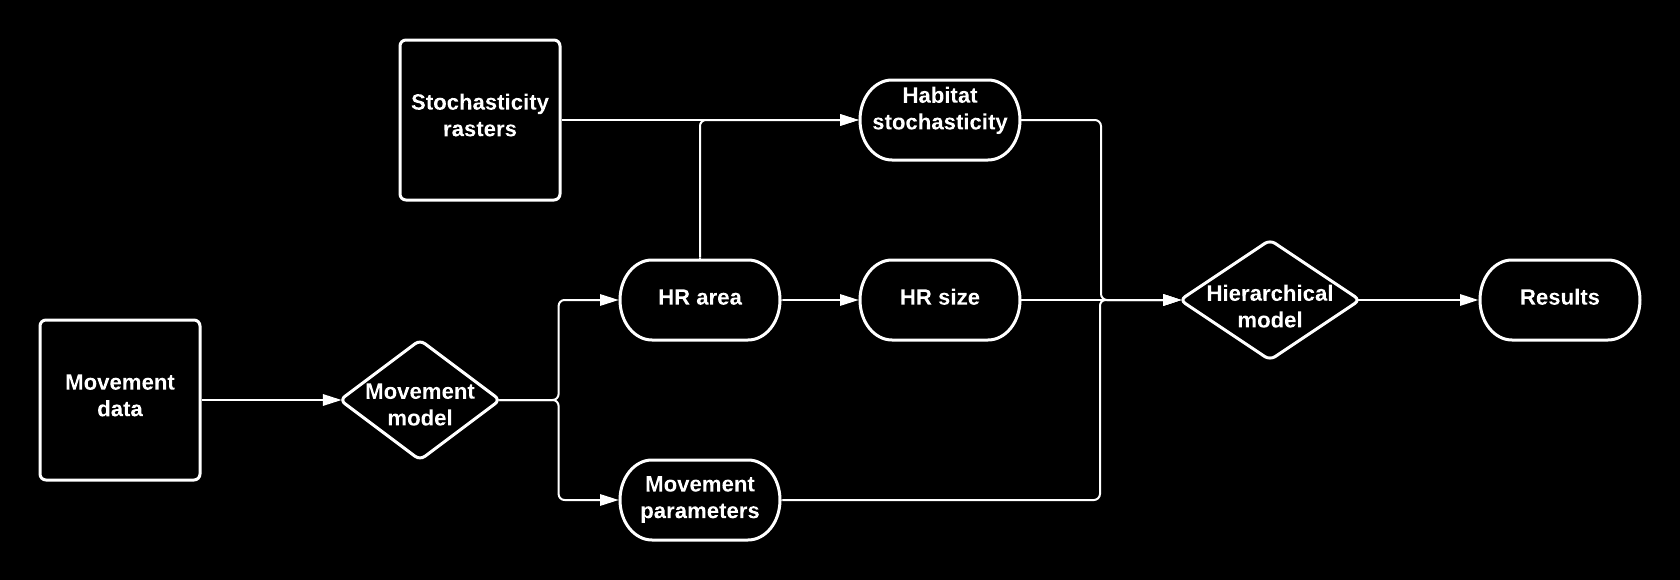 Stochasticity
rasters
Habitat
stochasticity
HR area
HR size
Hierarchical
model
Results
Movement
data
Movement
model
Movement
parameters